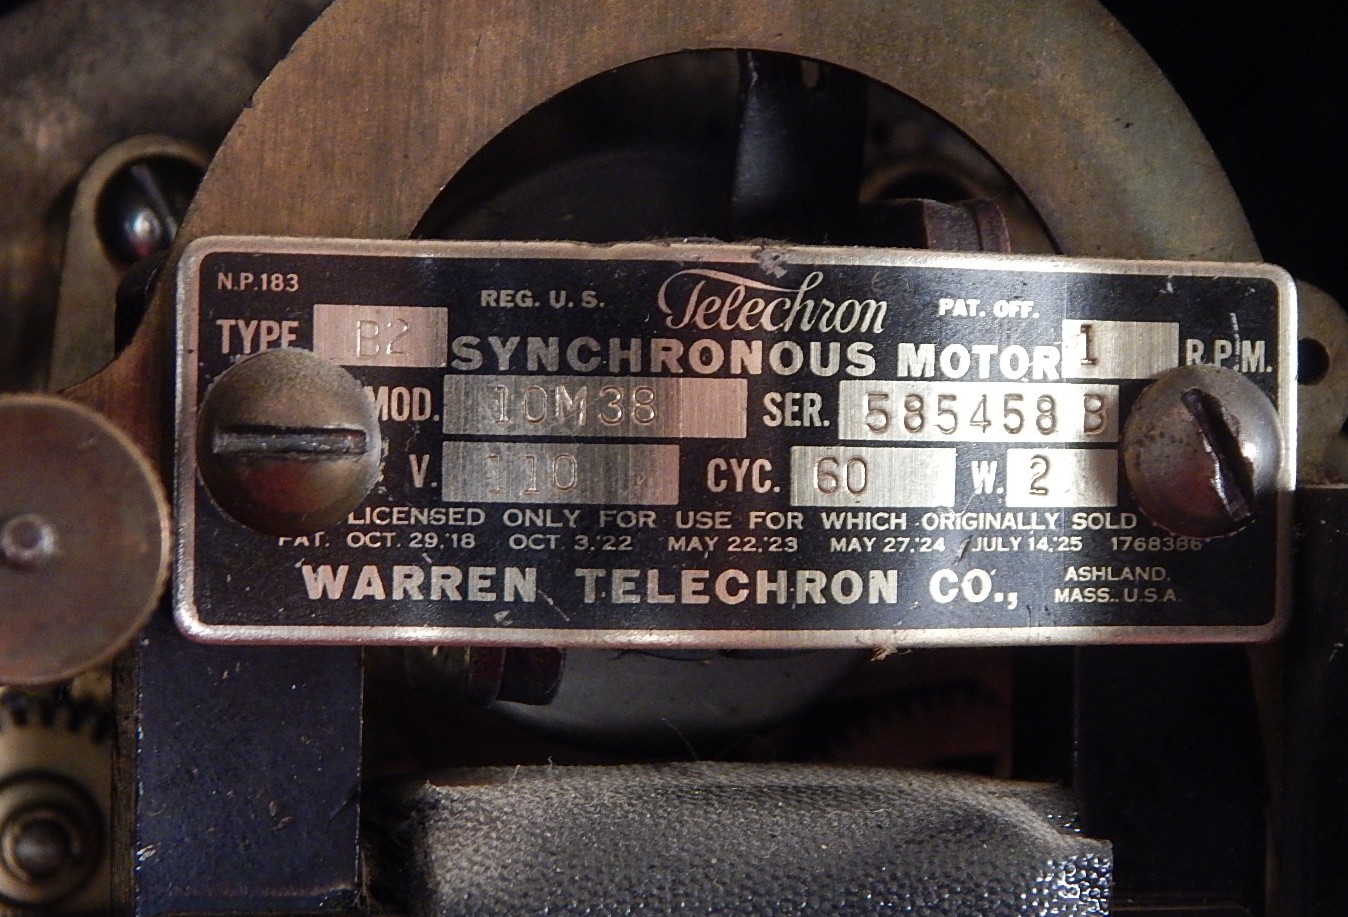 N.P.183
REG. U. S. Telechron PAT. OFF.
TYPE B2 SYNCHRONOUS MOTOR 1 R.P.M.
MOD. 10M38 SER. 585458 B
V. 110 CYC. 60 W. 2
LICENSED ONLY FOR USE FOR WHICH ORIGINALLY SOLD
PAT. OCT. 29,'18 OCT. 3,'22 MAY 22,'23 MAY 27,'24 JULY 14,'25 1768386
WARREN TELECHRON CO., ASHLAND, MASS. U.S.A.